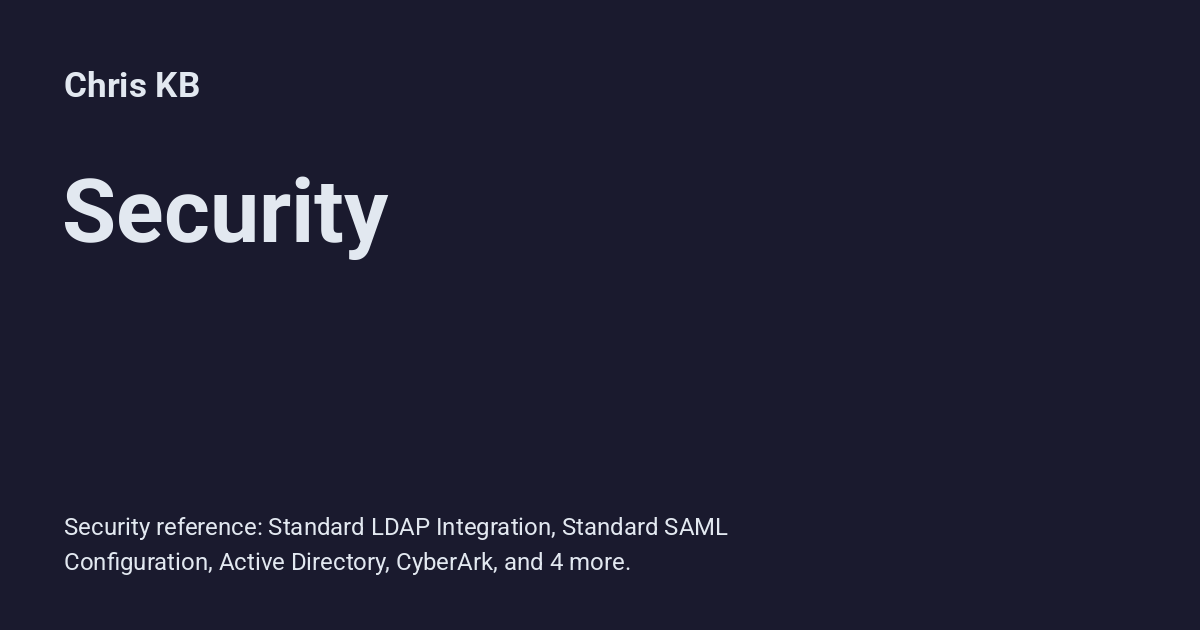 Chris KB
Security
Security reference: Standard LDAP Integration, Standard SAML
Configuration, Active Directory, CyberArk, and 4 more.